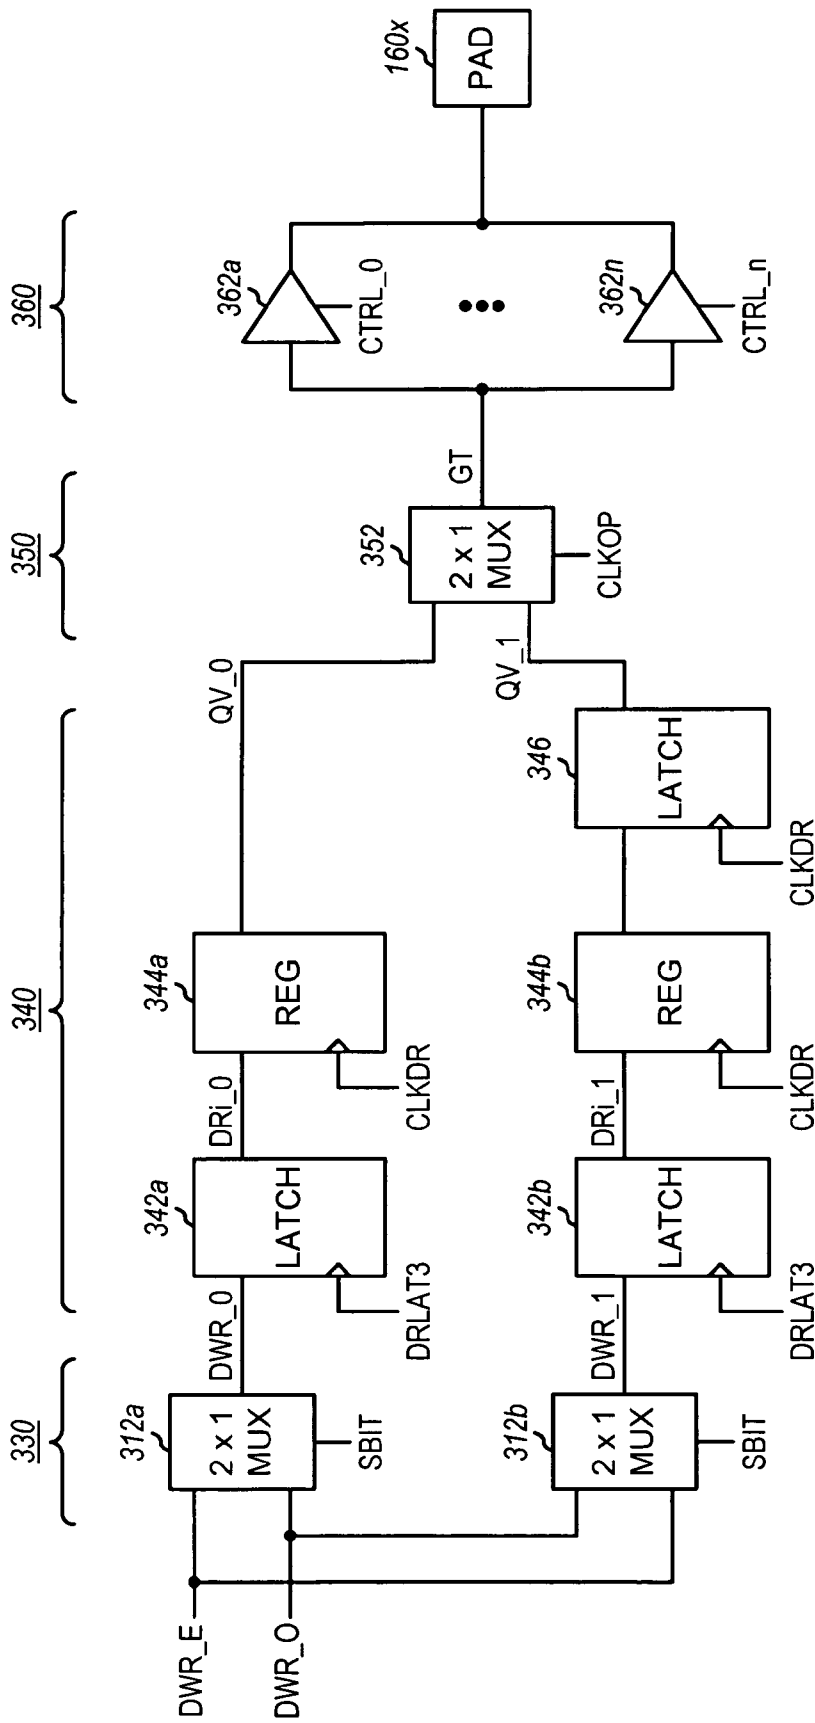 330
340
350
360
DWR_E
DWR_O
312a
2 x 1
MUX
SBIT
DWR_0
342a
LATCH
DRLAT3
DRi_0
344a
REG
CLKDR
QV_0
312b
2 x 1
MUX
SBIT
DWR_1
342b
LATCH
DRLAT3
DRi_1
344b
REG
CLKDR
346
LATCH
CLKDR
QV_1
352
2 x 1
MUX
CLKOP
GT
362a
CTRL_0
362n
CTRL_n
160x
PAD